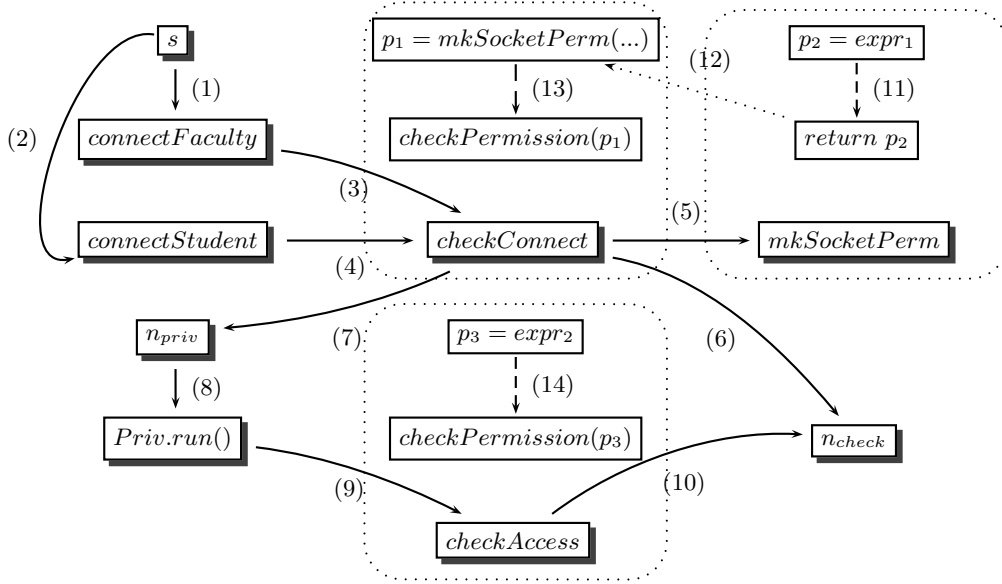 s
p₁ = mkSocketPerm(...)
p₂ = expr₁
(12)
(1)
(13)
(11)
(2)
connectFaculty
checkPermission(p₁)
return p₂
(3)
(5)
connectStudent
checkConnect
mkSocketPerm
(4)
n_priv
(7)
p₃ = expr₂
(6)
(8)
(14)
Priv.run()
checkPermission(p₃)
n_check
(9)
(10)
checkAccess